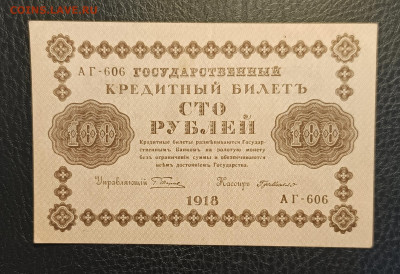 COINS.LAVE.RU
АГ-606 ГОСУДАРСТВЕННЫЙ
КРЕДИТНЫЙ БИЛЕТЪ
СТО
РУБЛЕЙ
100 100
Кредитные билеты размѣниваются Государ-
ственнымъ Банкомъ на золотую монету
безъ ограниченія суммы и обезпечиваются
всѣмъ достояніемъ Государства.
Управляющій Кассиръ
1918 АГ-606